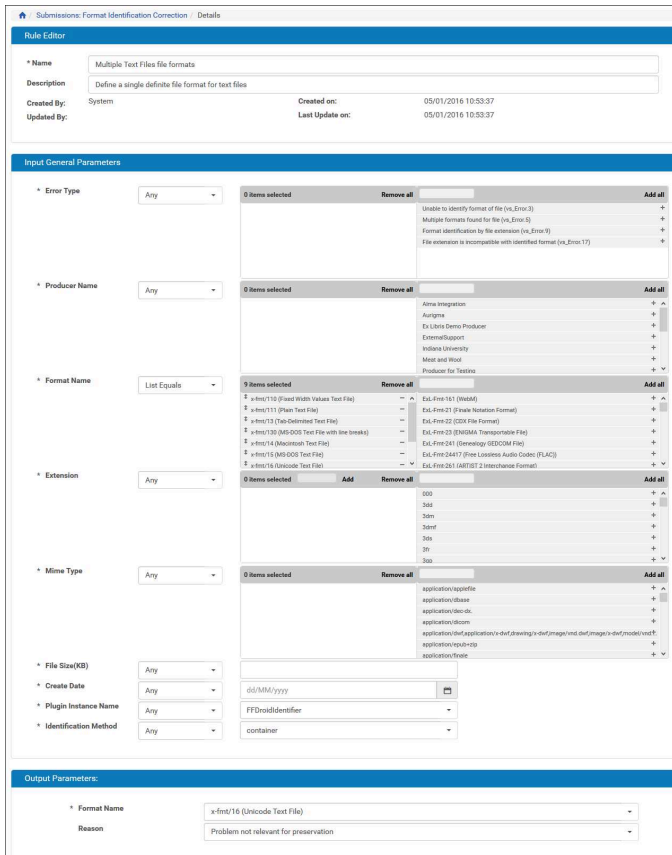 Submissions: Format Identification Correction / Details
Rule Editor
* Name Multiple Text Files file formats
Description Define a single definite file format for text files
Created By: System Created on: 05/01/2016 10:53:37
Updated By: Last Update on: 05/01/2016 10:53:37
Input General Parameters
* Error Type Any 0 items selected Remove all Add all
Unable to identify format of file (vs_Error.3) +
Multiple formats found for file (vs_Error.5) +
Format identification by file extension (vs_Error.9) +
File extension is incompatible with identified format (vs_Error.17) +
* Producer Name Any 0 items selected Remove all Add all
Alma Integration +
Aurigma +
Ex Libris Demo Producer +
ExternalSupport +
Indiana University +
Meat and Wool +
Producer for Testing +
* Format Name List Equals 9 items selected Remove all Add all
x-fmt/110 (Fixed Width Values Text File) − ExL-Fmt-161 (WebM) +
x-fmt/111 (Plain Text File) − ExL-Fmt-21 (Finale Notation Format) +
x-fmt/13 (Tab-Delimited Text File) − ExL-Fmt-22 (CDX File Format) +
x-fmt/130 (MS-DOS Text File with line breaks) − ExL-Fmt-23 (ENIGMA Transportable File) +
x-fmt/14 (Macintosh Text File) − ExL-Fmt-241 (Genealogy GEDCOM File) +
x-fmt/15 (MS-DOS Text File) − ExL-Fmt-24417 (Free Lossless Audio Codec (FLAC)) +
x-fmt/16 (Unicode Text File) − ExL-Fmt-261 (ARTIST 2 Interchange Format) +
* Extension Any 0 items selected Add Remove all Add all
000 +
3dd +
3dm +
3dmf +
3ds +
3fr +
3gp +
* Mime Type Any 0 items selected Remove all Add all
application/applefile +
application/dbase +
application/dec-dx. +
application/dicom +
application/dwf,application/x-dwf,drawing/x-dwf,image/vnd.dwf,image/x-dwf,model/vnd. +
application/epub+zip +
application/finale +
* File Size(KB) Any
* Create Date Any dd/MM/yyyy
* Plugin Instance Name Any FFDroidIdentifier
* Identification Method Any container
Output Parameters:
* Format Name x-fmt/16 (Unicode Text File)
Reason Problem not relevant for preservation